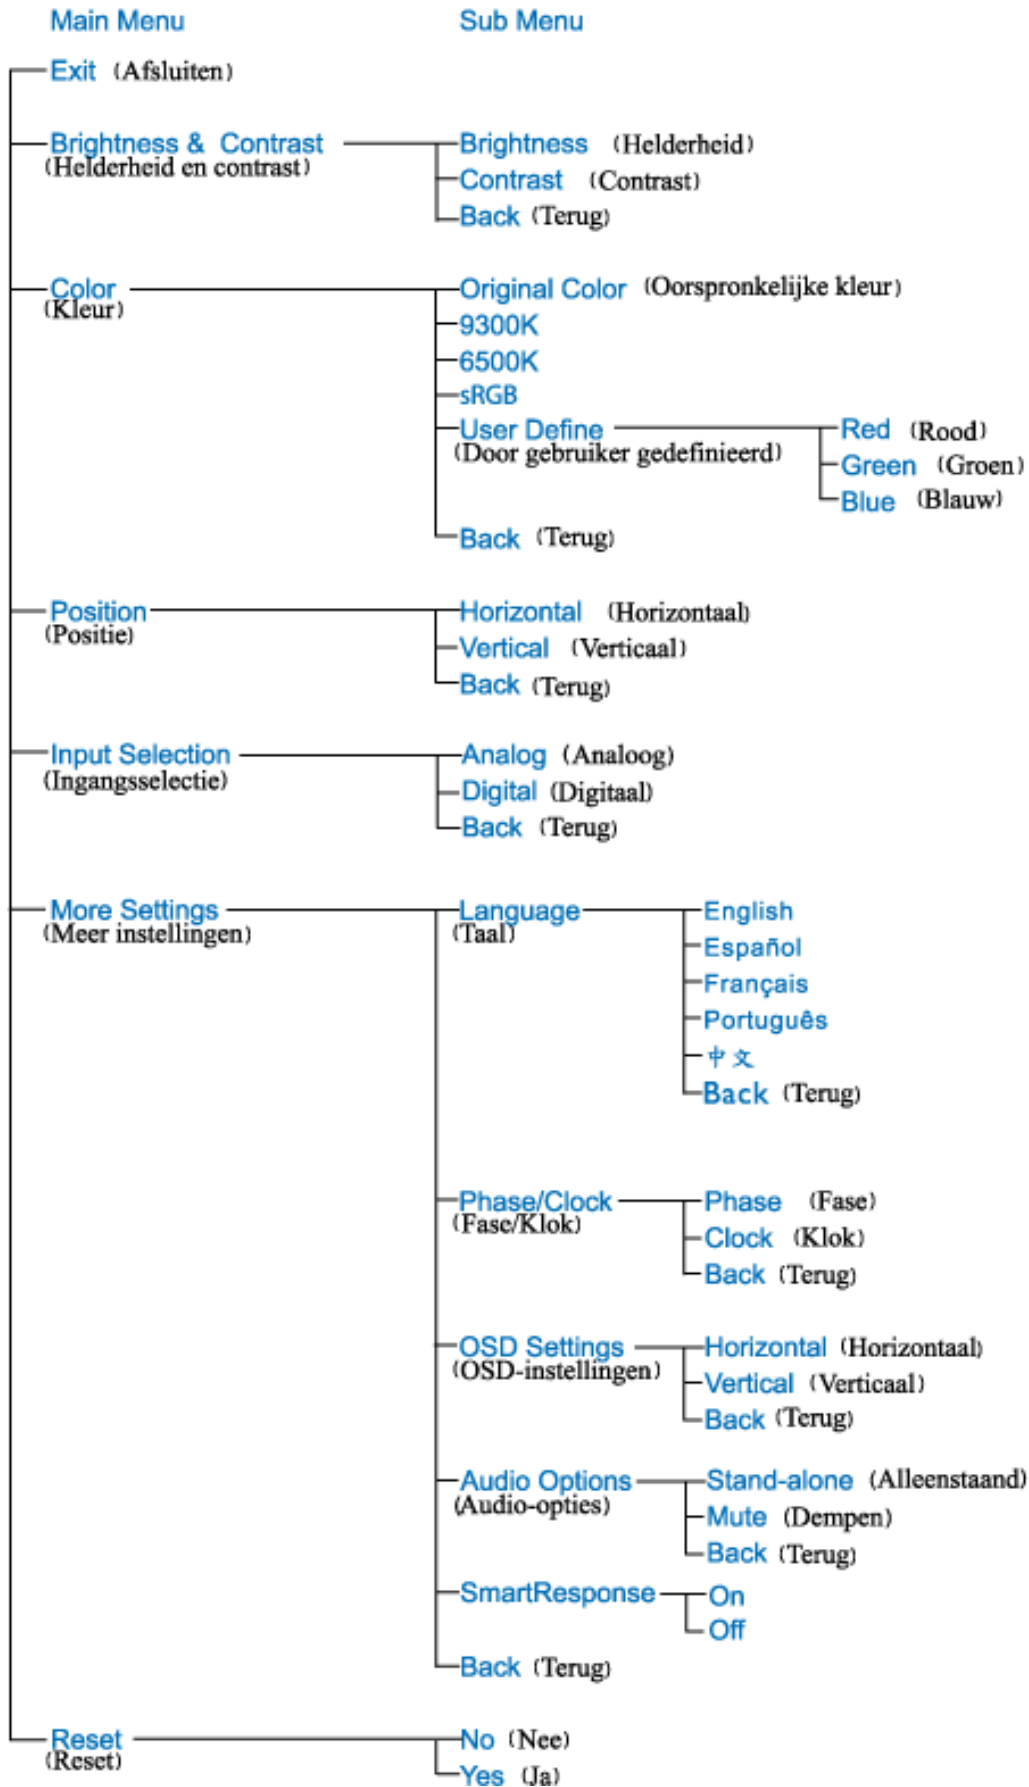 Main Menu Sub Menu
Exit (Afsluiten)
Brightness & Contrast Brightness (Helderheid)
(Helderheid en contrast)
Contrast (Contrast)
Back (Terug)
Color Original Color (Oorspronkelijke kleur)
(Kleur)
9300K
6500K
sRGB
User Define Red (Rood)
(Door gebruiker gedefinieerd)
Green (Groen)
Blue (Blauw)
Back (Terug)
Position Horizontal (Horizontaal)
(Positie)
Vertical (Verticaal)
Back (Terug)
Input Selection Analog (Analoog)
(Ingangsselectie)
Digital (Digitaal)
Back (Terug)
More Settings Language English
(Meer instellingen) (Taal)
Español
Français
Português
中文
Back (Terug)
Phase/Clock Phase (Fase)
(Fase/Klok)
Clock (Klok)
Back (Terug)
OSD Settings Horizontal (Horizontaal)
(OSD-instellingen)
Vertical (Verticaal)
Back (Terug)
Audio Options Stand-alone (Alleenstaand)
(Audio-opties)
Mute (Dempen)
Back (Terug)
SmartResponse On
Off
Back (Terug)
Reset No (Nee)
(Reset)
Yes (Ja)